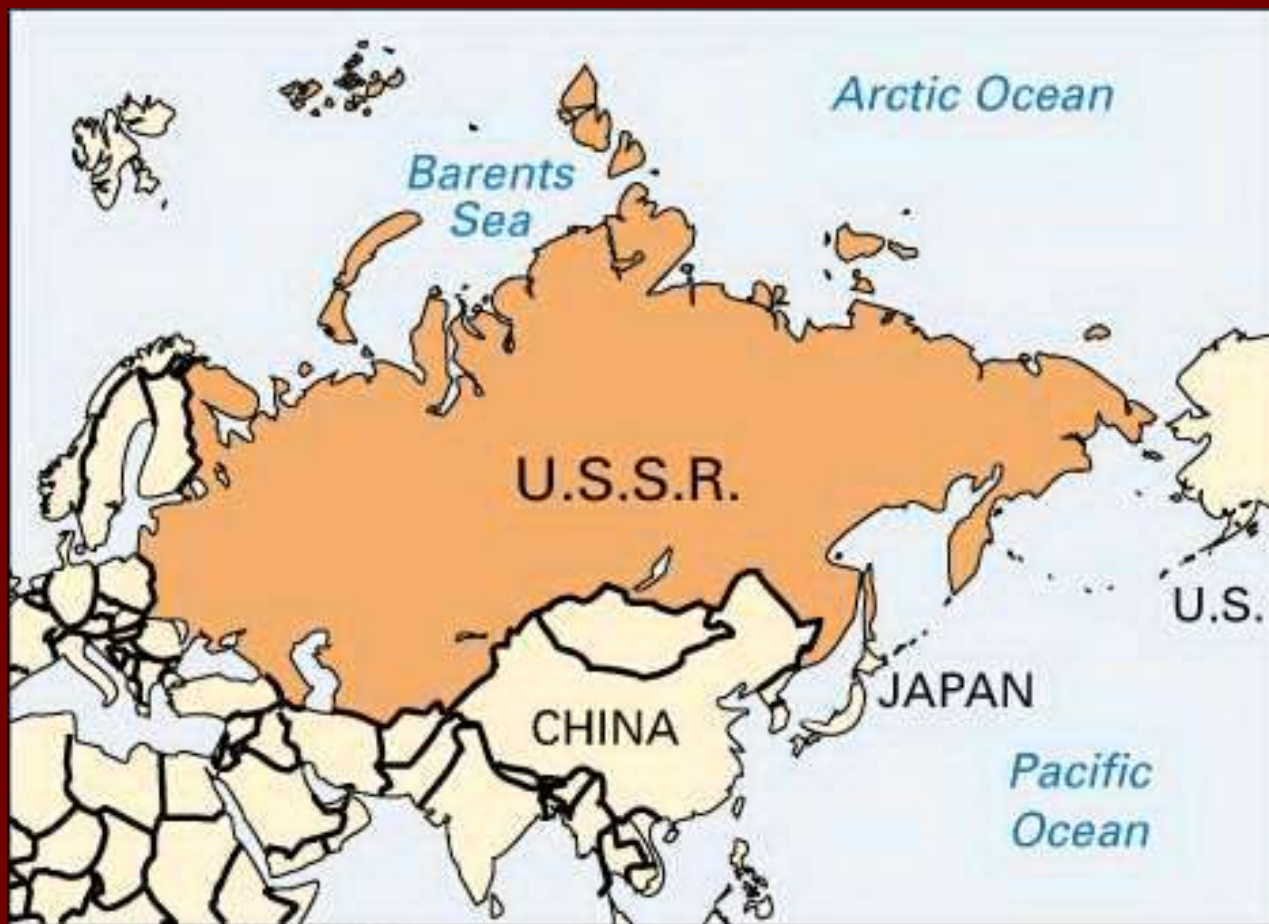 Arctic Ocean
Barents
Sea
U.S.S.R.
U.S.
JAPAN
CHINA
Pacific
Ocean